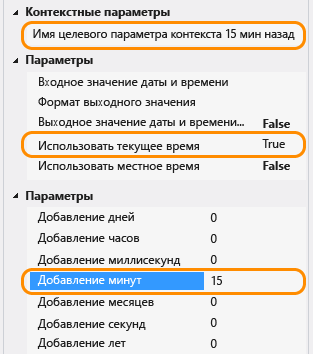 Контекстные параметры
Имя целевого параметра контекста 15 мин назад
Параметры
Входное значение даты и времени
Формат выходного значения
Выходное значение даты и времени... False
Использовать текущее время True
Использовать местное время False
Параметры
Добавление дней 0
Добавление часов 0
Добавление миллисекунд 0
Добавление минут 15
Добавление месяцев 0
Добавление секунд 0
Добавление лет 0